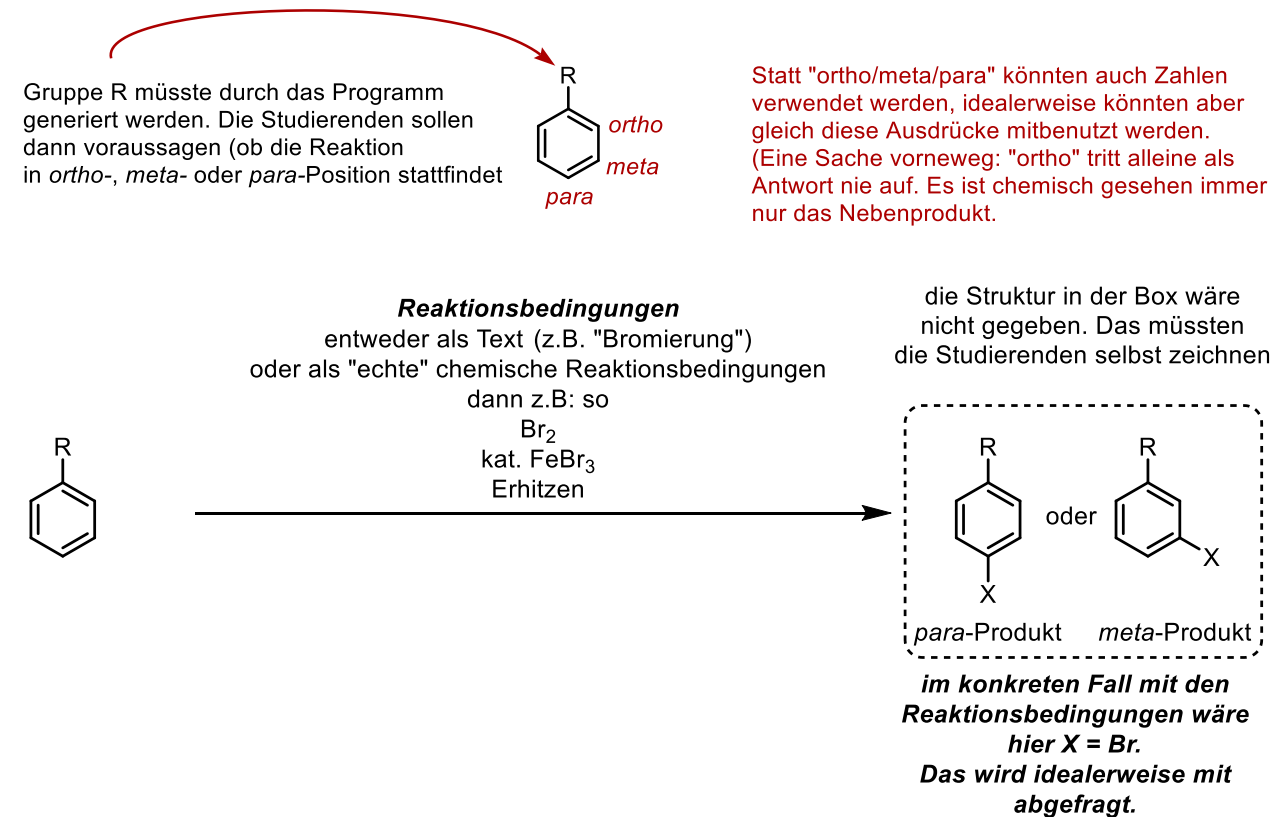 Gruppe R müsste durch das Programm
generiert werden. Die Studierenden sollen
dann voraussagen (ob die Reaktion
in ortho-, meta- oder para-Position stattfindet
R
ortho
meta
para
Statt "ortho/meta/para" könnten auch Zahlen
verwendet werden, idealerweise könnten aber
gleich diese Ausdrücke mitbenutzt werden.
(Eine Sache vorneweg: "ortho" tritt alleine als
Antwort nie auf. Es ist chemisch gesehen immer
nur das Nebenprodukt.
R
Reaktionsbedingungen
entweder als Text (z.B. "Bromierung")
oder als "echte" chemische Reaktionsbedingungen
dann z.B: so
Br2
kat. FeBr3
Erhitzen
die Struktur in der Box wäre
nicht gegeben. Das müssten
die Studierenden selbst zeichnen
R R
oder
X
X
para-Produkt meta-Produkt
im konkreten Fall mit den
Reaktionsbedingungen wäre
hier X = Br.
Das wird idealerweise mit
abgefragt.